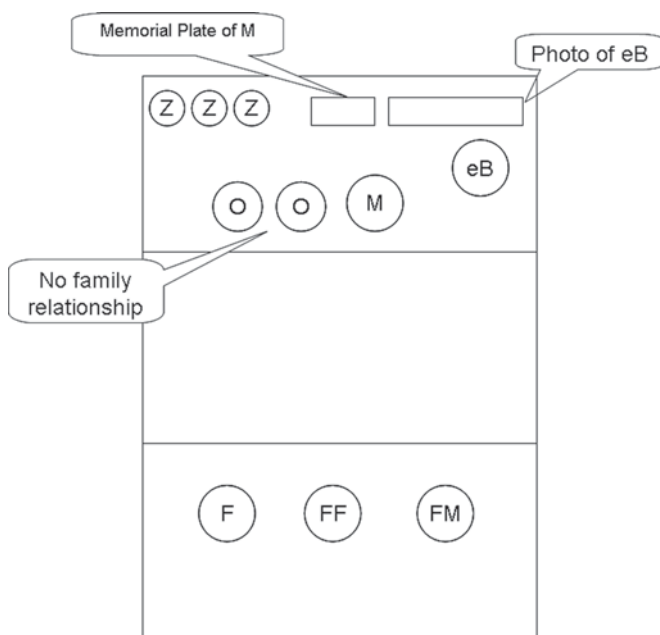 Memorial Plate of M
Photo of eB
Z Z Z
eB
O O M
No family
relationship
F FF FM